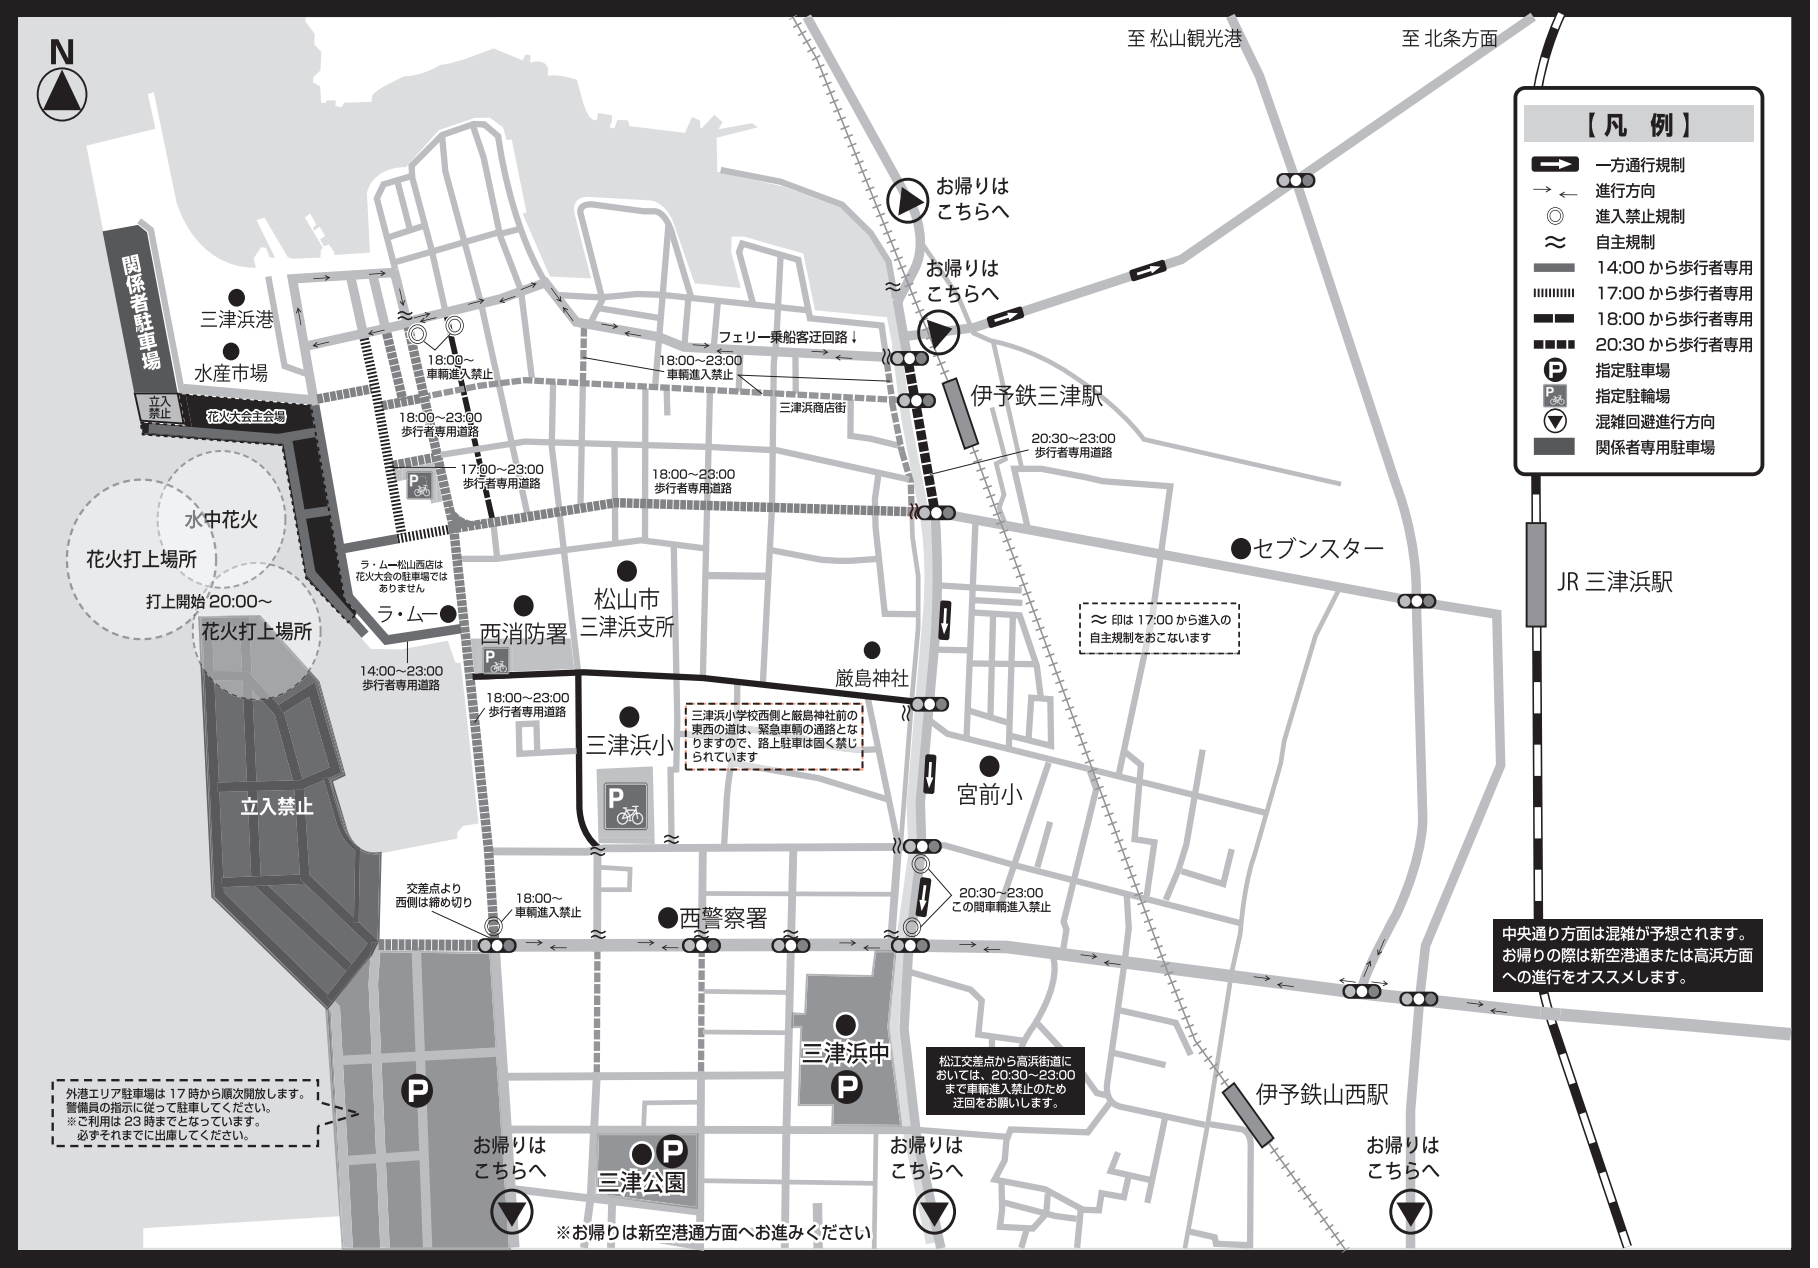 N
至 松山観光港
至 北条方面
【 凡 例 】
一方通行規制
進行方向
進入禁止規制
自主規制
14:00 から歩行者専用
17:00 から歩行者専用
18:00 から歩行者専用
20:30 から歩行者専用
P
指定駐車場
P
指定駐輪場
混雑回避進行方向
関係者専用駐車場
お帰りは
こちらへ
お帰りは
こちらへ
関係者駐車場
三津浜港
水産市場
立入
禁止
花火大会主会場
18:00〜
車輌進入禁止
フェリー乗船客迂回路↓
18:00〜23:00
車輌進入禁止
三津浜商店街
伊予鉄三津駅
18:00〜23:00
歩行者専用道路
20:30〜23:00
歩行者専用道路
17:00〜23:00
歩行者専用道路
P
18:00〜23:00
歩行者専用道路
水中花火
花火打上場所
打上開始 20:00〜
花火打上場所
ラ・ムー松山西店は
花火大会の駐車場では
ありません
ラ・ムー
セブンスター
JR 三津浜駅
松山市
三津浜支所
西消防署
P
≈ 印は 17:00 から進入の
自主規制をおこないます
14:00〜23:00
歩行者専用道路
厳島神社
18:00〜23:00
歩行者専用道路
三津浜小
三津浜小学校西側と厳島神社前の
東西の道は、緊急車輌の通路とな
りますので、路上駐車は固く禁じ
られています
P
宮前小
立入禁止
交差点より
西側は締め切り
18:00〜
車輌進入禁止
西警察署
20:30〜23:00
この間車輌進入禁止
中央通り方面は混雑が予想されます。
お帰りの際は新空港通または高浜方面
への進行をオススメします。
三津浜中
P
松江交差点から高浜街道に
おいては、20:30〜23:00
まで車輌進入禁止のため
迂回をお願いします。
P
外港エリア駐車場は 17 時から順次開放します。
警備員の指示に従って駐車してください。
※ご利用は 23 時までとなっています。
必ずそれまでに出庫してください。
伊予鉄山西駅
お帰りは
こちらへ
P
三津公園
お帰りは
こちらへ
お帰りは
こちらへ
※お帰りは新空港通方面へお進みください